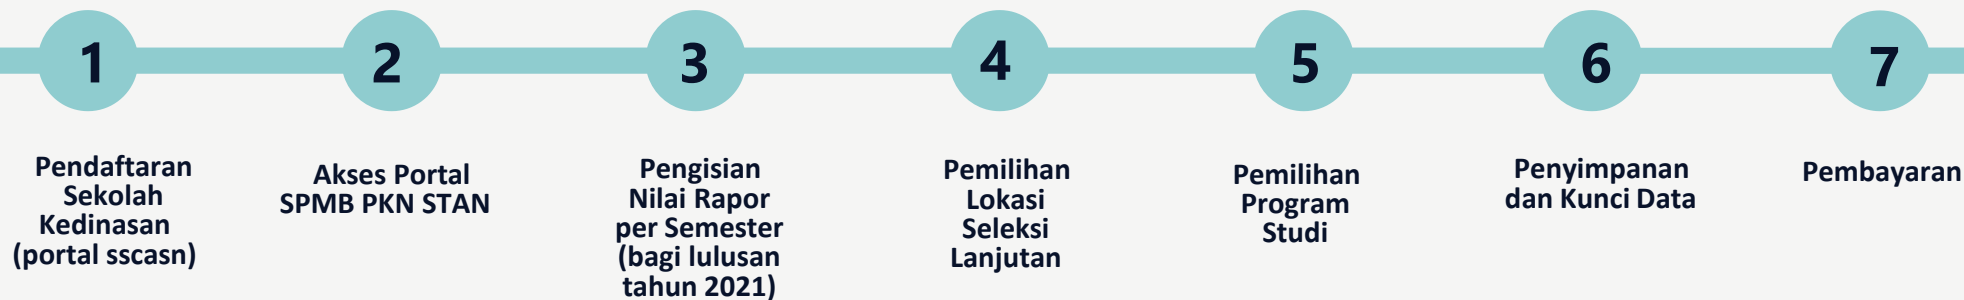 1
2
3
4
5
6
7
Pendaftaran
Sekolah
Kedinasan
(portal sscasn)
Akses Portal
SPMB PKN STAN
Pengisian
Nilai Rapor
per Semester
(bagi lulusan
tahun 2021)
Pemilihan
Lokasi
Seleksi
Lanjutan
Pemilihan
Program
Studi
Penyimpanan
dan Kunci Data
Pembayaran